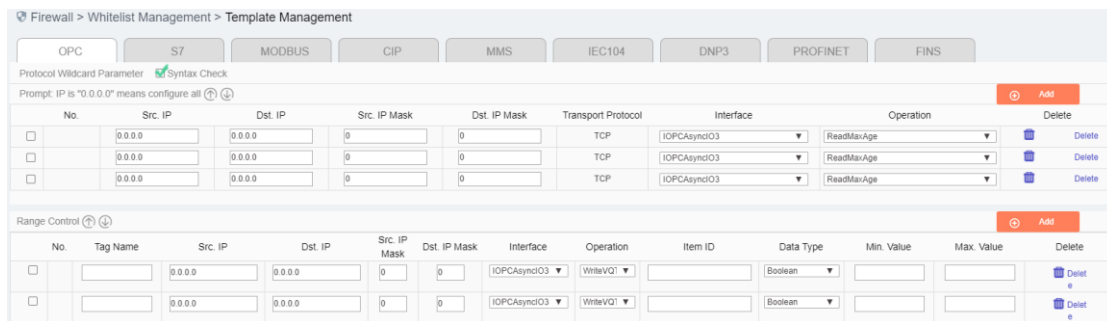 Firewall > Whitelist Management > Template Management
OPC S7 MODBUS CIP MMS IEC104 DNP3 PROFINET FINS
Protocol Wildcard Parameter Syntax Check
Prompt: IP is "0.0.0.0" means configure all Add
No. Src. IP Dst. IP Src. IP Mask Dst. IP Mask Transport Protocol Interface Operation Delete
0.0.0.0 0.0.0.0 0 0 TCP IOPCAsyncIO3 ReadMaxAge Delete
0.0.0.0 0.0.0.0 0 0 TCP IOPCAsyncIO3 ReadMaxAge Delete
0.0.0.0 0.0.0.0 0 0 TCP IOPCAsyncIO3 ReadMaxAge Delete
Range Control Add
No. Tag Name Src. IP Dst. IP Src. IP Mask Dst. IP Mask Interface Operation Item ID Data Type Min. Value Max. Value Delete
0.0.0.0 0.0.0.0 0 0 IOPCAsyncIO3 WriteVQT Boolean Delete
0.0.0.0 0.0.0.0 0 0 IOPCAsyncIO3 WriteVQT Boolean Delete